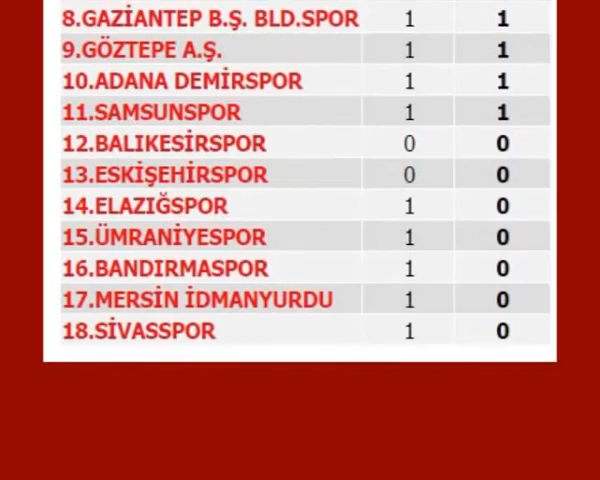 8.GAZİANTEP B.Ş. BLD.SPOR 1 1
9.GÖZTEPE A.Ş. 1 1
10.ADANA DEMİRSPOR 1 1
11.SAMSUNSPOR 1 1
12.BALIKESİRSPOR 0 0
13.ESKİŞEHİRSPOR 0 0
14.ELAZIĞSPOR 1 0
15.ÜMRANİYESPOR 1 0
16.BANDIRMASPOR 1 0
17.MERSİN İDMANYURDU 1 0
18.SİVASSPOR 1 0